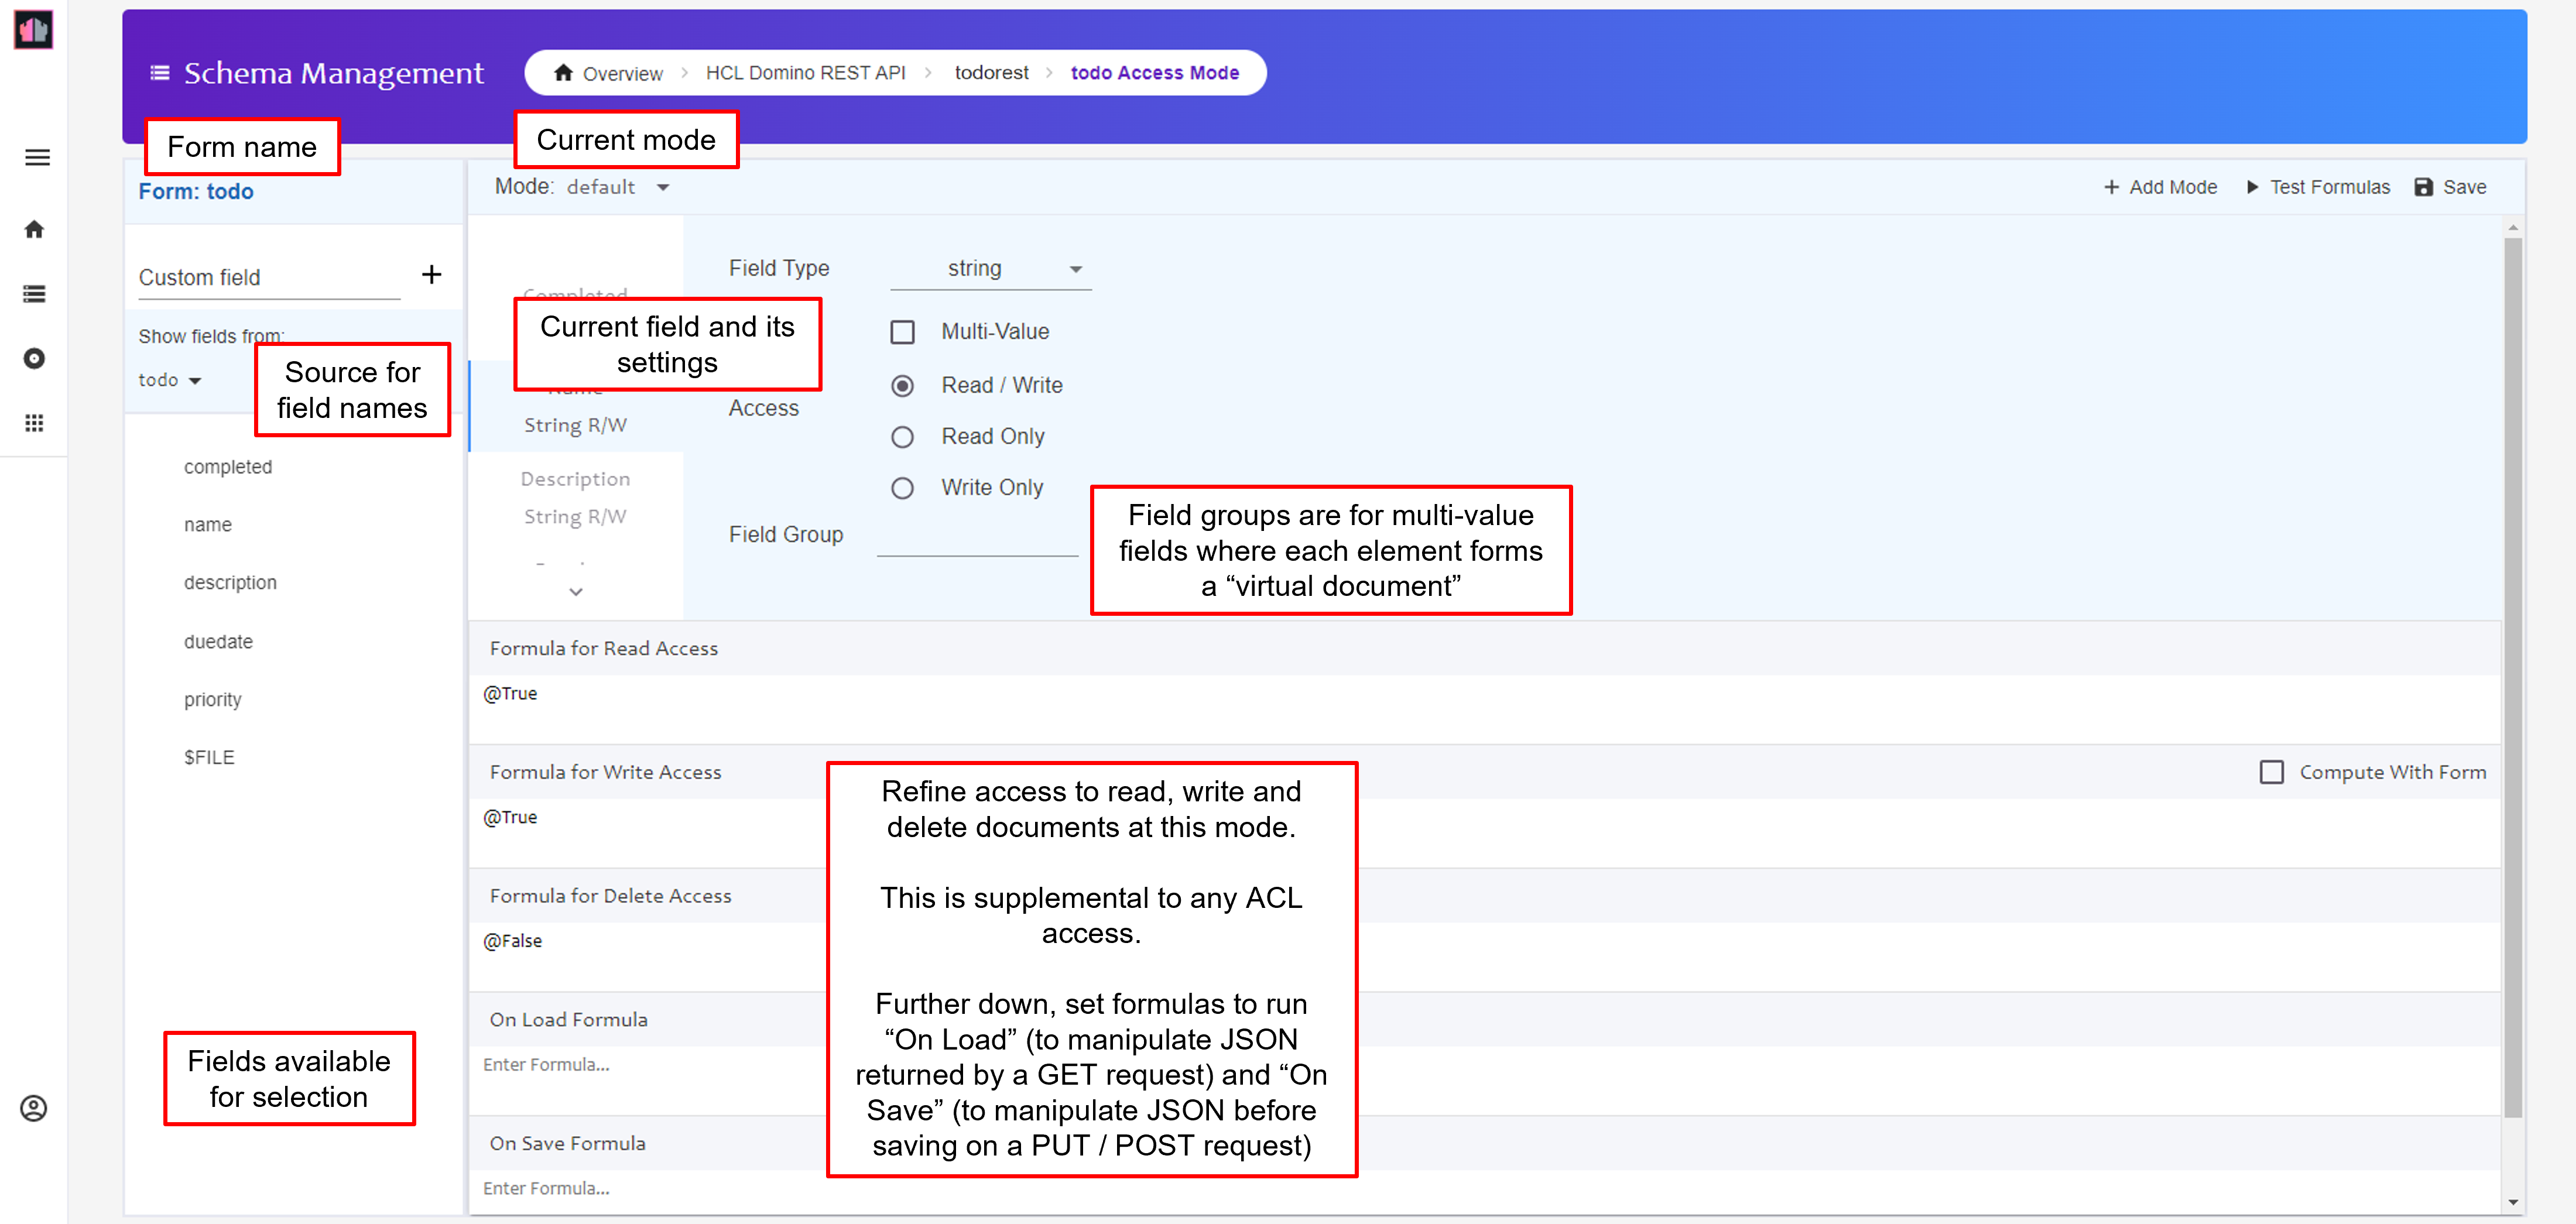 Schema Management
Overview > HCL Domino REST API > todorest > todo Access Mode
Form name
Current mode
Form: todo
Mode: default
+ Add Mode
Test Formulas
Save
Custom field
+
Show fields from:
todo
Source for
field names
completed
name
description
duedate
priority
$FILE
Fields available
for selection
Completed
Current field and its
settings
Name
String R/W
Description
String R/W
Field Type
string
Multi-Value
Access
Read / Write
Read Only
Write Only
Field Group
Field groups are for multi-value
fields where each element forms
a “virtual document”
Formula for Read Access
@True
Formula for Write Access
Compute With Form
@True
Formula for Delete Access
@False
On Load Formula
Enter Formula...
On Save Formula
Enter Formula...
Refine access to read, write and
delete documents at this mode.
This is supplemental to any ACL
access.
Further down, set formulas to run
“On Load” (to manipulate JSON
returned by a GET request) and “On
Save” (to manipulate JSON before
saving on a PUT / POST request)